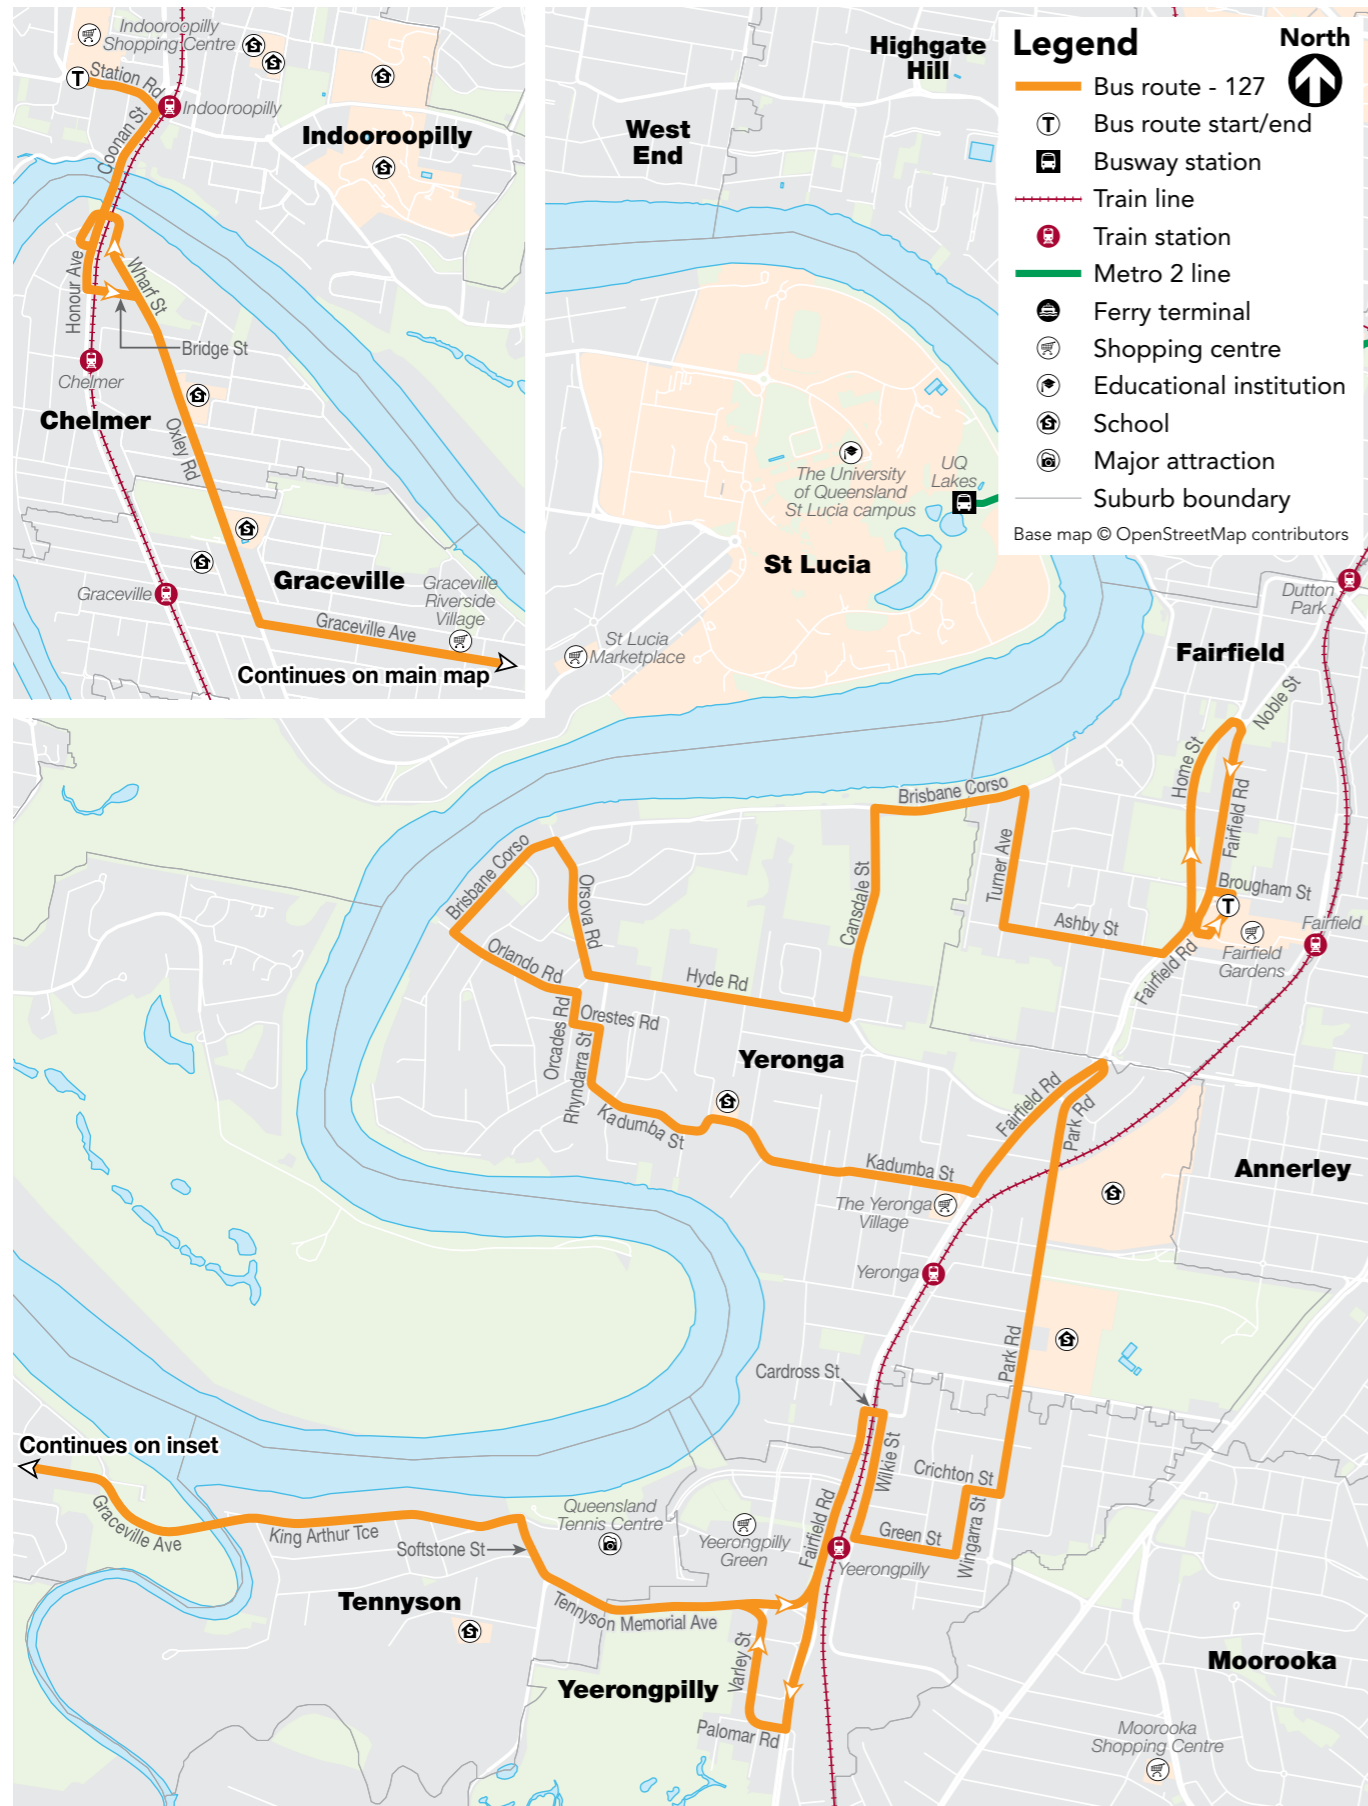 Indooroopilly
Shopping Centre
Station Rd
T
Indooroopilly
Coonan St
Indooroopilly
Honour Ave
Wharf St
Bridge St
Chelmer
Chelmer
Oxley Rd
Graceville
Graceville
Graceville
Riverside
Village
Graceville Ave
Continues on main map
Highgate
Hill
West
End
Legend
North
Bus route - 127
T
Bus route start/end
Busway station
Train line
Train station
Metro 2 line
Ferry terminal
Shopping centre
Educational institution
School
Major attraction
Suburb boundary
Base map © OpenStreetMap contributors
The University
of Queensland
St Lucia campus
UQ
Lakes
St Lucia
St Lucia
Marketplace
Dutton
Park
Fairfield
Noble St
Home St
Fairfield Rd
Brougham St
T
Fairfield
Fairfield
Gardens
Fairfield Rd
Brisbane Corso
Turner Ave
Ashby St
Cansdale St
Brisbane Corso
Orsova Rd
Orlando Rd
Hyde Rd
Orcades Rd
Orestes Rd
Rhyndarra St
Yeronga
Kadumba St
Fairfield Rd
Park Rd
Kadumba St
The Yeronga
Village
Annerley
Yeronga
Park Rd
Cardross St
Wilkie St
Crichton St
Continues on inset
Graceville Ave
King Arthur Tce
Softstone St
Queensland
Tennis Centre
Yeerongpilly
Green
Fairfield Rd
Green St
Wingarra St
Yeerongpilly
Tennyson
Tennyson Memorial Ave
Varley St
Yeerongpilly
Palomar Rd
Moorooka
Moorooka
Shopping Centre